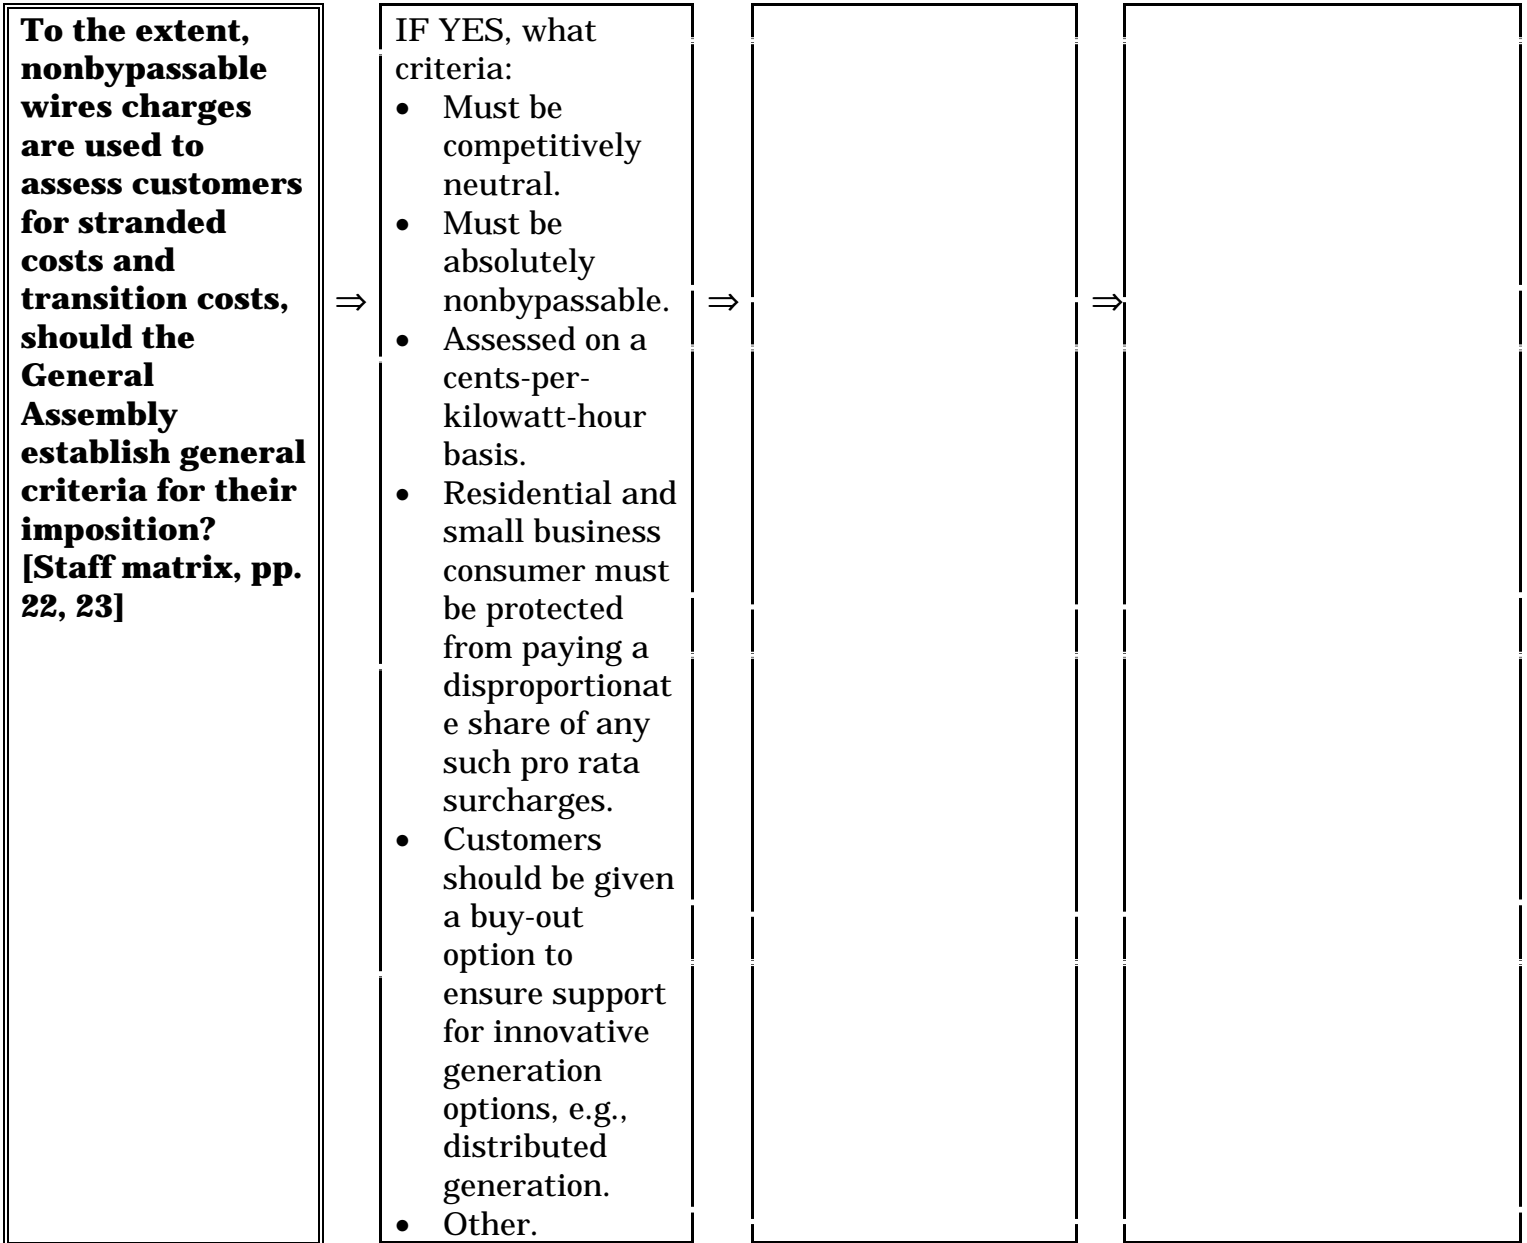 To the extent,
nonbypassable
wires charges
are used to
assess customers
for stranded
costs and
transition costs,
should the
General
Assembly
establish general
criteria for their
imposition?
[Staff matrix, pp.
22, 23]
⇒
IF YES, what
criteria:
• Must be
competitively
neutral.
• Must be
absolutely
nonbypassable.
• Assessed on a
cents-per-
kilowatt-hour
basis.
• Residential and
small business
consumer must
be protected
from paying a
disproportionat
e share of any
such pro rata
surcharges.
• Customers
should be given
a buy-out
option to
ensure support
for innovative
generation
options, e.g.,
distributed
generation.
• Other.
⇒
⇒